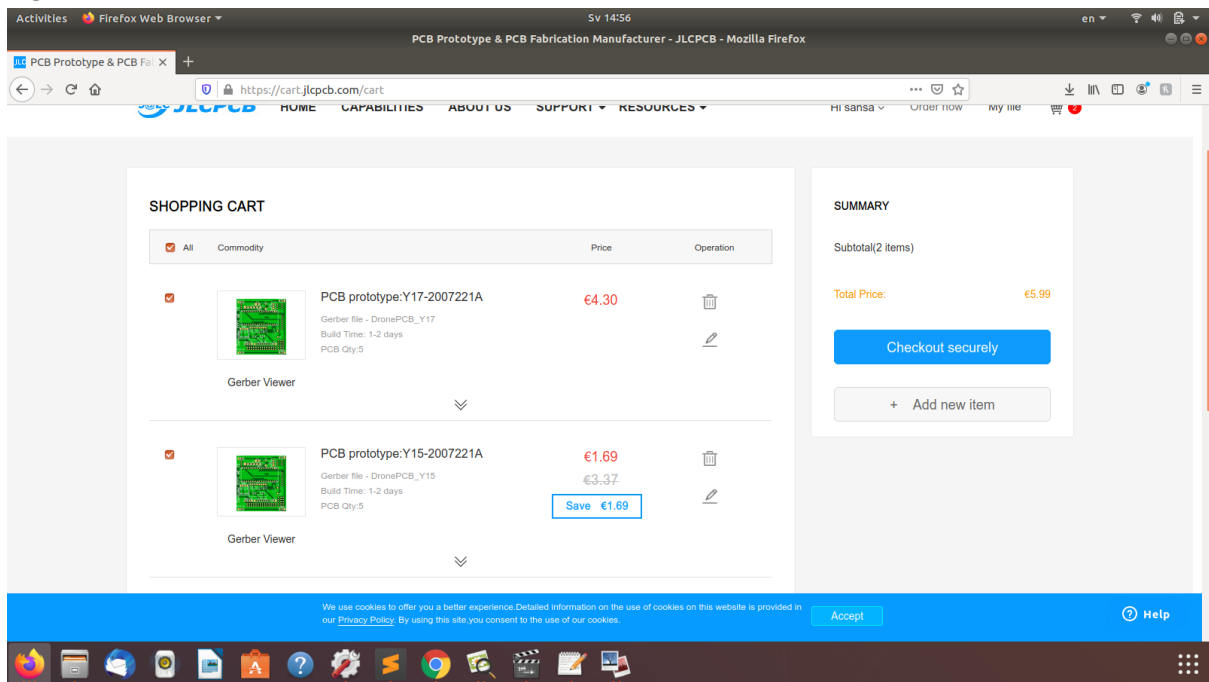 Activities Firefox Web Browser Sv 14:56 en
PCB Prototype & PCB Fabrication Manufacturer - JLCPCB - Mozilla Firefox
PCB Prototype & PCB Fa
https://cart.jlcpcb.com/cart
JLCPCB HOME CAPABILITIES ABOUT US SUPPORT RESOURCES Hi sansa Order now My file 2
SHOPPING CART
All Commodity Price Operation
PCB prototype:Y17-2007221A €4.30
Gerber file - DronePCB_Y17
Build Time: 1-2 days
PCB Qty:5
Gerber Viewer
PCB prototype:Y15-2007221A €1.69
Gerber file - DronePCB_Y15 €3.37
Build Time: 1-2 days
PCB Qty:5 Save €1.69
Gerber Viewer
SUMMARY
Subtotal(2 items)
Total Price: €5.99
Checkout securely
+ Add new item
We use cookies to offer you a better experience.Detailed information on the use of cookies on this website is provided in
our Privacy Policy. By using this site,you consent to the use of our cookies.
Accept
Help